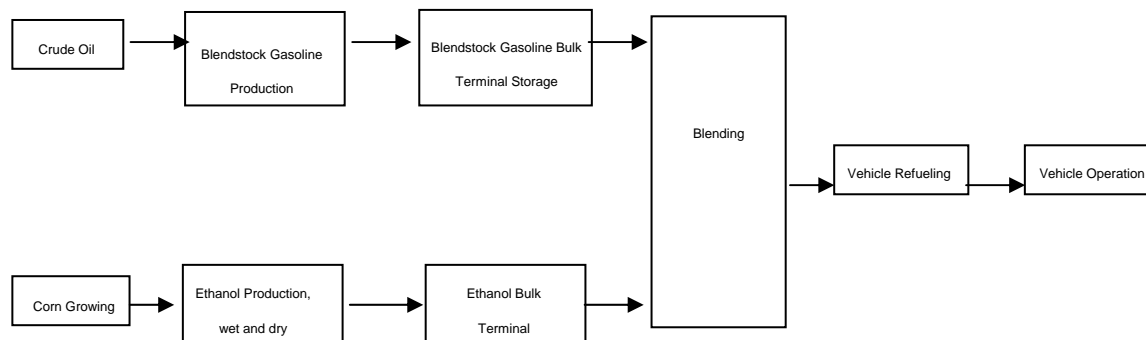 Crude Oil
Blendstock Gasoline
Production
Blendstock Gasoline Bulk
Terminal Storage
Blending
Vehicle Refueling
Vehicle Operation
Corn Growing
Ethanol Production,
wet and dry
Ethanol Bulk
Terminal